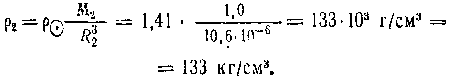 ρ₂ = ρ☉ M₂/R₂³ = 1,41 · 1,0/10,6·10⁻⁶ = 133·10³ г/см³ =
= 133 кг/см³.